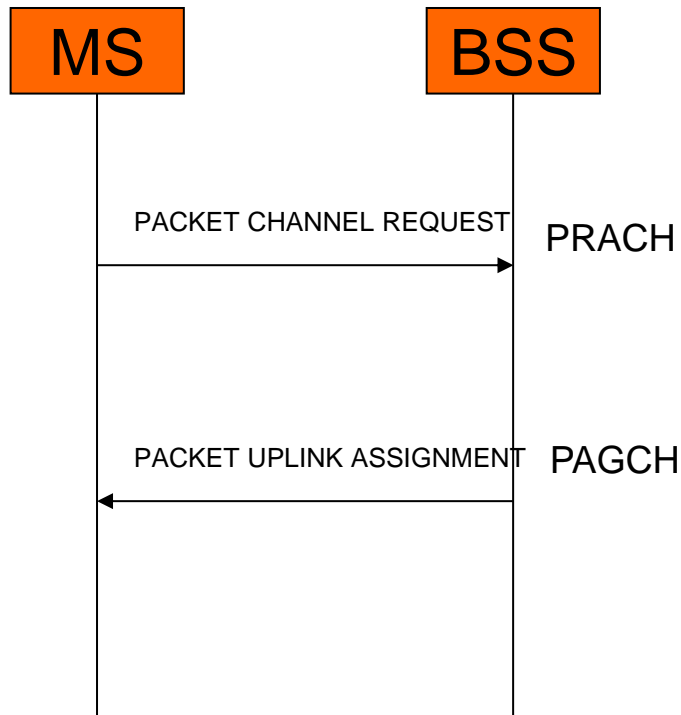 MS
BSS
PACKET CHANNEL REQUEST
PRACH
PACKET UPLINK ASSIGNMENT
PAGCH